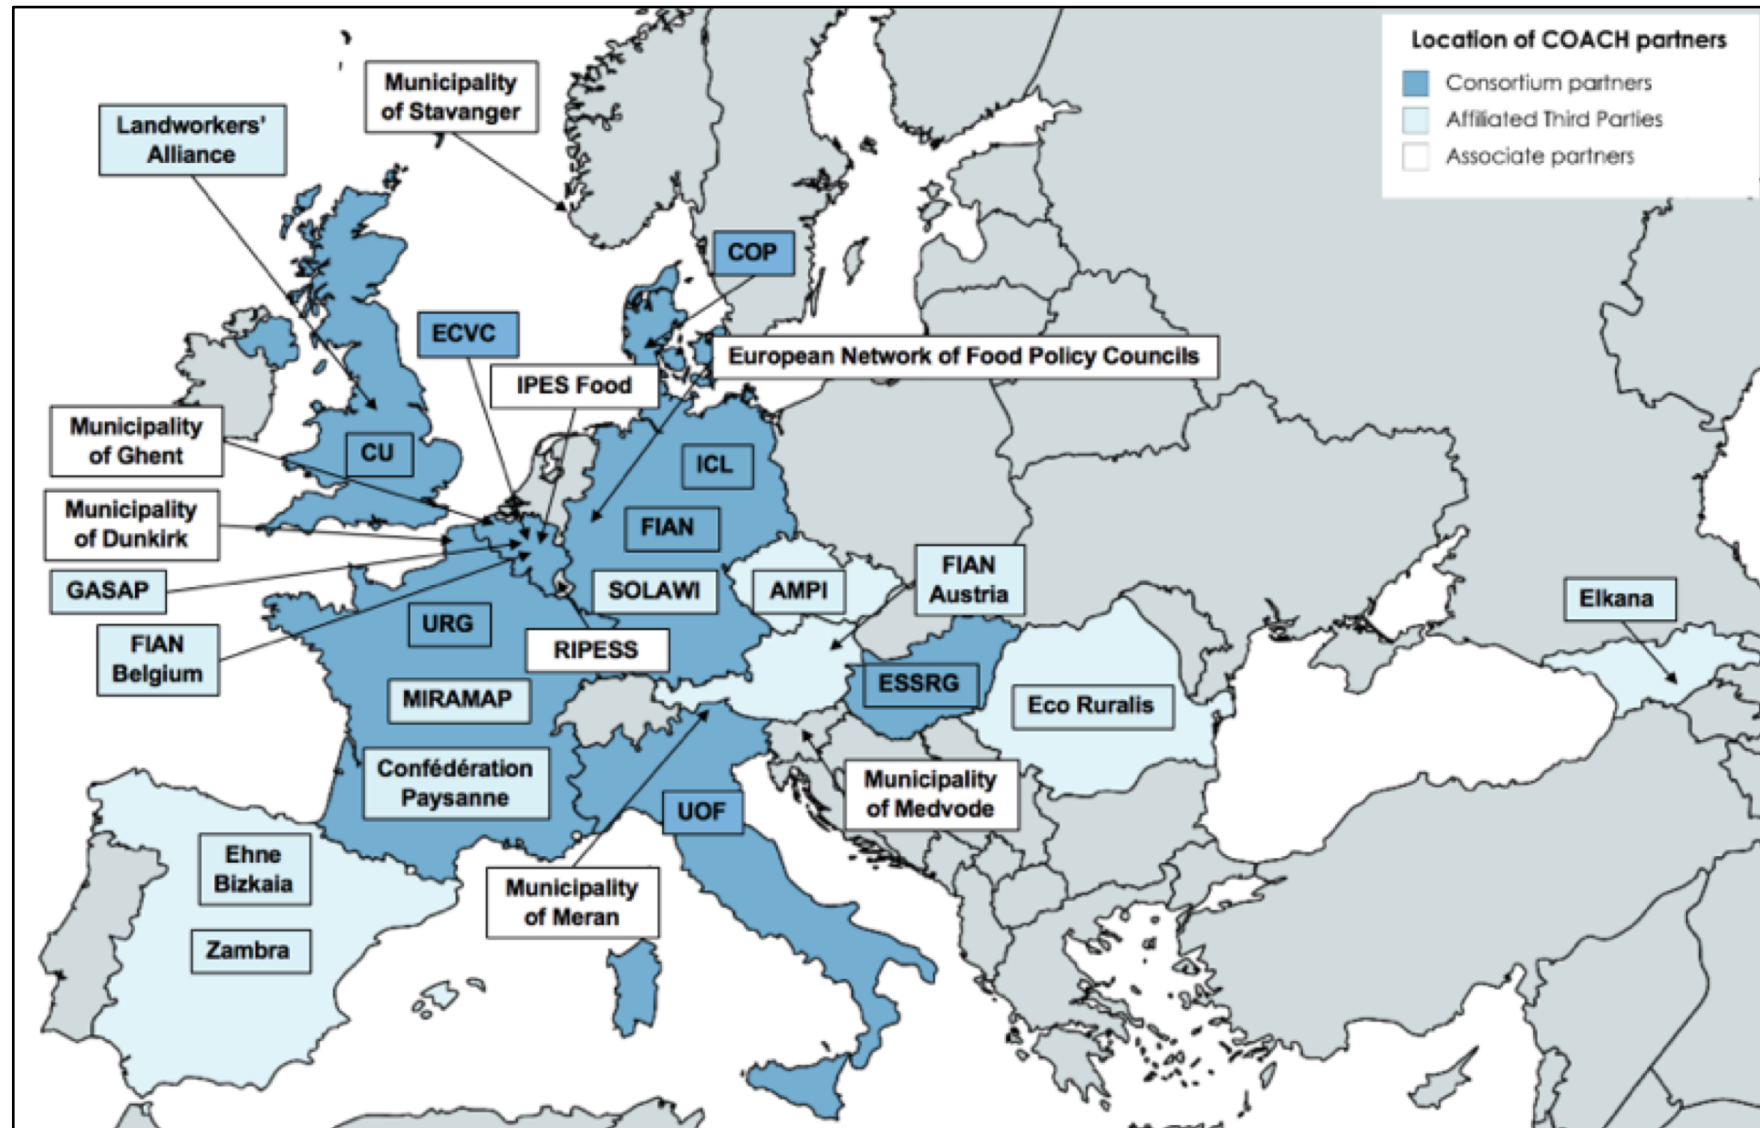 Location of COACH partners
Consortium partners
Affiliated Third Parties
Associate partners
Municipality
of Stavanger
Landworkers'
Alliance
COP
ECVC
European Network of Food Policy Councils
IPES Food
Municipality
of Ghent
CU
ICL
Municipality
of Dunkirk
FIAN
GASAP
SOLAWI
AMPI
FIAN
Austria
Elkana
URG
FIAN
Belgium
RIPESS
ESSRG
MIRAMAP
Eco Ruralis
Confédération
Paysanne
Municipality
of Medvode
UOF
Ehne
Bizkaia
Municipality
of Meran
Zambra